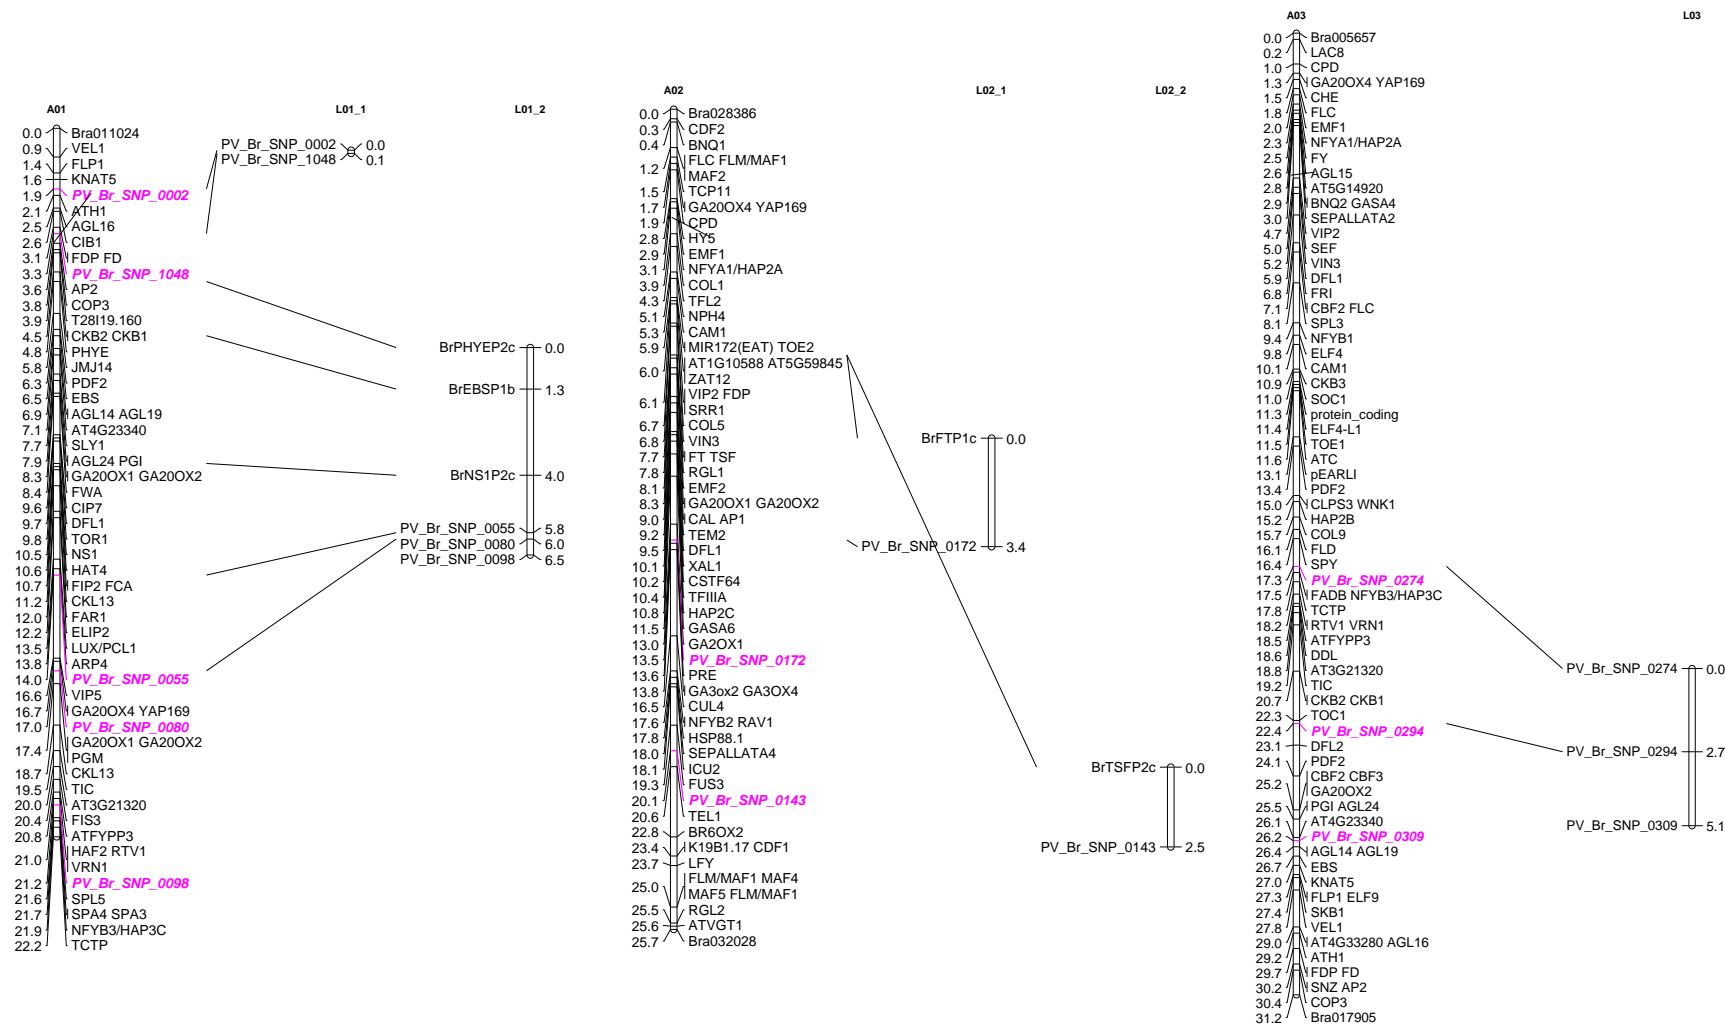 A01
0.0 Bra011024
0.9 VEL1
1.4 FLP1
1.6 KNAT5
1.9 PV_Br_SNP_0002
2.1 ATH1
2.5 AGL16
2.6 CIB1
3.1 FDP FD
3.3 PV_Br_SNP_1048
3.6 AP2
3.8 COP3
3.9 T28I19.160
4.5 CKB2 CKB1
4.8 PHYE
5.8 JMJ14
6.3 PDF2
6.5 EBS
6.9 AGL14 AGL19
7.1 AT4G23340
7.7 SLY1
7.9 AGL24 PGI
8.3 GA20OX1 GA20OX2
8.4 FWA
9.6 CIP7
9.7 DFL1
9.8 TOR1
10.5 NS1
10.6 HAT4
10.7 FIP2 FCA
11.2 CKL13
12.0 FAR1
12.2 ELIP2
13.5 LUX/PCL1
13.8 ARP4
14.0 PV_Br_SNP_0055
16.6 VIP5
16.7 GA20OX4 YAP169
17.0 PV_Br_SNP_0080
GA20OX1 GA20OX2
17.4
PGM
18.7 CKL13
19.5 TIC
20.0 AT3G21320
20.4 FIS3
20.8 ATFYPP3
HAF2 RTV1
21.0
VRN1
21.2 PV_Br_SNP_0098
21.6 SPL5
21.7 SPA4 SPA3
21.9 NFYB3/HAP3C
22.2 TCTP
L01_1
PV_Br_SNP_0002 0.0
PV_Br_SNP_1048 0.1
L01_2
BrPHYEP2c 0.0
BrEBSP1b 1.3
BrNS1P2c 4.0
PV_Br_SNP_0055 5.8
PV_Br_SNP_0080 6.0
PV_Br_SNP_0098 6.5
A02
0.0 Bra028386
0.3 CDF2
0.4 BNQ1
FLC FLM/MAF1
1.2
MAF2
1.5 TCP11
1.7 GA20OX4 YAP169
1.9 CPD
2.8 HY5
2.9 EMF1
3.1 NFYA1/HAP2A
3.9 COL1
4.3 TFL2
5.1 NPH4
5.3 CAM1
5.9 MIR172(EAT) TOE2
AT1G10588 AT5G59845
6.0
ZAT12
6.1 VIP2 FDP
SRR1
6.7 COL5
6.8 VIN3
7.7 FT TSF
7.8 RGL1
8.1 EMF2
8.3 GA20OX1 GA20OX2
9.0 CAL AP1
9.2 TEM2
9.5 DFL1
10.1 XAL1
10.2 CSTF64
10.4 TFIIIA
10.8 HAP2C
11.5 GASA6
13.0 GA2OX1
13.5 PV_Br_SNP_0172
13.6 PRE
13.8 GA3ox2 GA3OX4
16.5 CUL4
17.6 NFYB2 RAV1
17.8 HSP88.1
18.0 SEPALLATA4
18.1 ICU2
19.3 FUS3
20.1 PV_Br_SNP_0143
20.6 TEL1
22.8 BR6OX2
23.4 K19B1.17 CDF1
23.7 LFY
FLM/MAF1 MAF4
25.0
MAF5 FLM/MAF1
25.5 RGL2
25.6 ATVGT1
25.7 Bra032028
L02_1
BrFTP1c 0.0
PV_Br_SNP_0172 3.4
L02_2
BrTSFP2c 0.0
PV_Br_SNP_0143 2.5
A03
0.0 Bra005657
0.2 LAC8
1.0 CPD
1.3 GA20OX4 YAP169
1.5 CHE
1.8 FLC
2.0 EMF1
2.3 NFYA1/HAP2A
2.5 FY
2.6 AGL15
2.8 AT5G14920
2.9 BNQ2 GASA4
3.0 SEPALLATA2
4.7 VIP2
5.0 SEF
5.2 VIN3
5.9 DFL1
6.8 FRI
7.1 CBF2 FLC
8.1 SPL3
9.4 NFYB1
9.8 ELF4
10.1 CAM1
10.9 CKB3
11.0 SOC1
11.3 protein_coding
11.4 ELF4-L1
11.5 TOE1
11.6 ATC
13.1 pEARLI
13.4 PDF2
15.0 CLPS3 WNK1
15.2 HAP2B
15.7 COL9
16.1 FLD
16.4 SPY
17.3 PV_Br_SNP_0274
17.5 FADB NFYB3/HAP3C
17.8 TCTP
18.2 RTV1 VRN1
18.5 ATFYPP3
18.6 DDL
18.8 AT3G21320
19.2 TIC
20.7 CKB2 CKB1
22.3 TOC1
22.4 PV_Br_SNP_0294
23.1 DFL2
24.1 PDF2
CBF2 CBF3
25.2
GA20OX2
25.5 PGI AGL24
26.1 AT4G23340
26.2 PV_Br_SNP_0309
26.4 AGL14 AGL19
26.7 EBS
27.0 KNAT5
27.3 FLP1 ELF9
27.4 SKB1
27.8 VEL1
29.0 AT4G33280 AGL16
29.2 ATH1
29.7 FDP FD
30.2 SNZ AP2
30.4 COP3
31.2 Bra017905
L03
PV_Br_SNP_0274 0.0
PV_Br_SNP_0294 2.7
PV_Br_SNP_0309 5.1